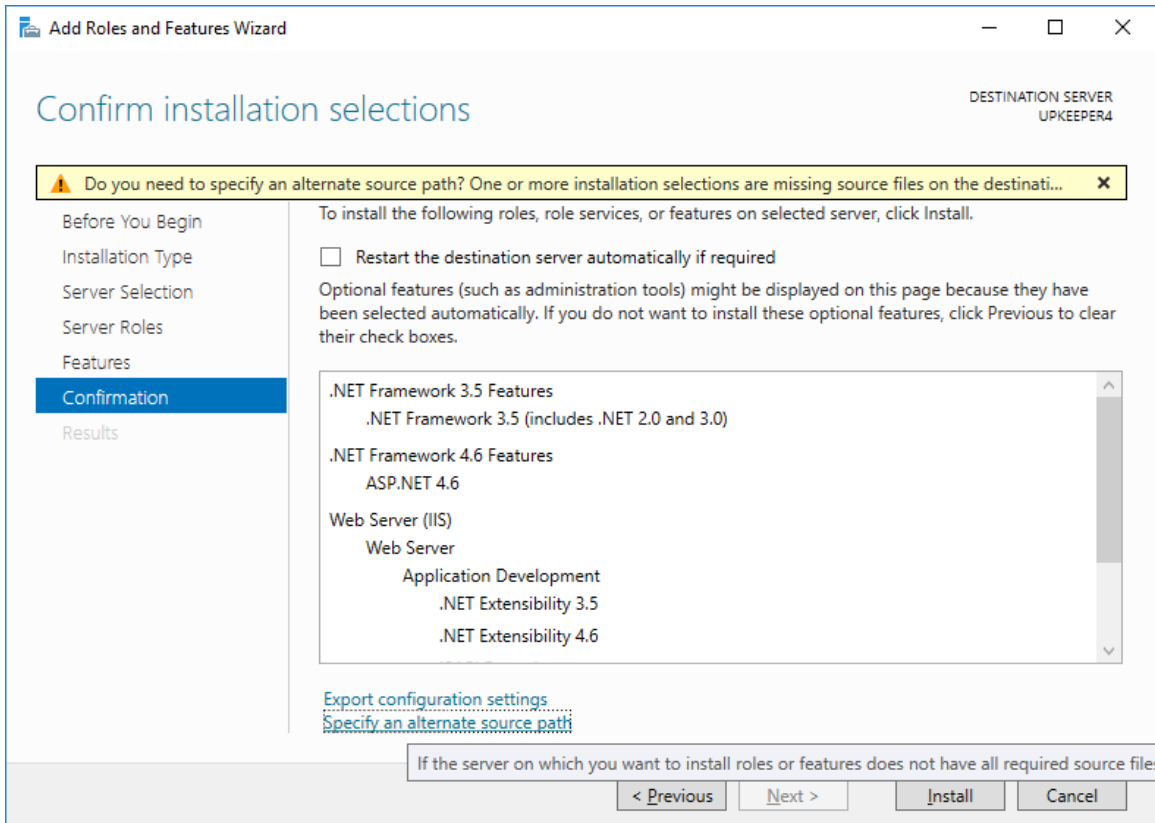 Add Roles and Features Wizard
Confirm installation selections
DESTINATION SERVER
UPKEEPER4
Do you need to specify an alternate source path? One or more installation selections are missing source files on the destinati...
Before You Begin
Installation Type
Server Selection
Server Roles
Features
Confirmation
Results
To install the following roles, role services, or features on selected server, click Install.
Restart the destination server automatically if required
Optional features (such as administration tools) might be displayed on this page because they have
been selected automatically. If you do not want to install these optional features, click Previous to clear
their check boxes.
.NET Framework 3.5 Features
.NET Framework 3.5 (includes .NET 2.0 and 3.0)
.NET Framework 4.6 Features
ASP.NET 4.6
Web Server (IIS)
Web Server
Application Development
.NET Extensibility 3.5
.NET Extensibility 4.6
Export configuration settings
Specify an alternate source path
If the server on which you want to install roles or features does not have all required source files
< Previous
Next >
Install
Cancel